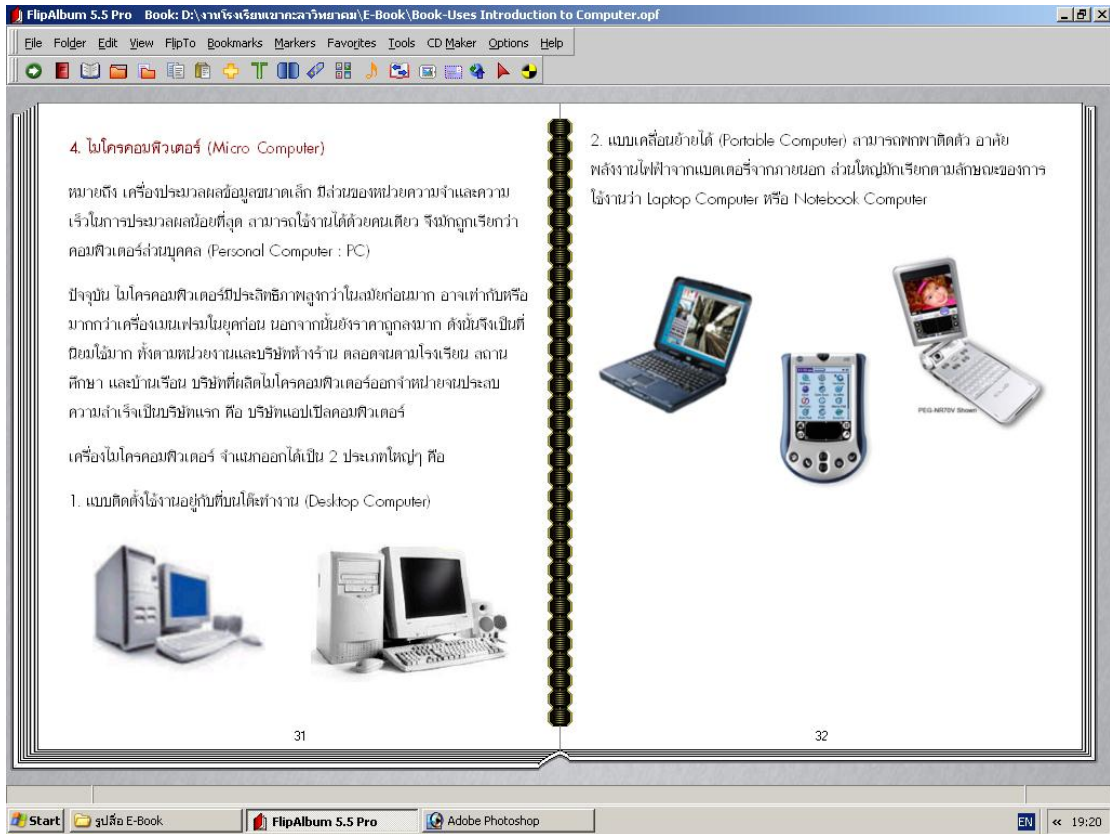 FlipAlbum 5.5 Pro   Book: D:\งานโรงเรียนเขากะลาวิทยาคม\E-Book\Book-Uses Introduction to Computer.opf
File Folder Edit View FlipTo Bookmarks Markers Favorites Tools CD Maker Options Help
4. ไมโครคอมพิวเตอร์ (Micro Computer)
หมายถึง เครื่องประมวลผลข้อมูลขนาดเล็ก มีส่วนของหน่วยความจำและความ
เร็วในการประมวลผลน้อยที่สุด สามารถใช้งานได้ด้วยคนเดียว จึงมักถูกเรียกว่า
คอมพิวเตอร์ส่วนบุคคล (Personal Computer : PC)
ปัจจุบัน ไมโครคอมพิวเตอร์มีประสิทธิภาพสูงกว่าในสมัยก่อนมาก อาจเท่ากับหรือ
มากกว่าเครื่องเมนเฟรมในยุคก่อน นอกจากนั้นยังราคาถูกลงมาก ดังนั้นจึงเป็นที่
นิยมใช้มาก ทั้งตามหน่วยงานและบริษัทห้างร้าน ตลอดจนตามโรงเรียน สถาน
ศึกษา และบ้านเรือน บริษัทที่ผลิตไมโครคอมพิวเตอร์ออกจำหน่ายจนประสบ
ความสำเร็จเป็นบริษัทแรก คือ บริษัทแอปเปิลคอมพิวเตอร์
เครื่องไมโครคอมพิวเตอร์ จำแนกออกได้เป็น 2 ประเภทใหญ่ๆ คือ
1. แบบติดตั้งใช้งานอยู่กับที่บนโต๊ะทำงาน (Desktop Computer)
31
2. แบบเคลื่อนย้ายได้ (Portable Computer) สามารถพกพาติดตัว อาศัย
พลังงานไฟฟ้าจากแบตเตอรี่จากภายนอก ส่วนใหญ่มักเรียกตามลักษณะของการ
ใช้งานว่า Laptop Computer หรือ Notebook Computer
PEG-NR70V Shown
32
Start รูปสื่อ E-Book FlipAlbum 5.5 Pro Adobe Photoshop EN « 19:20